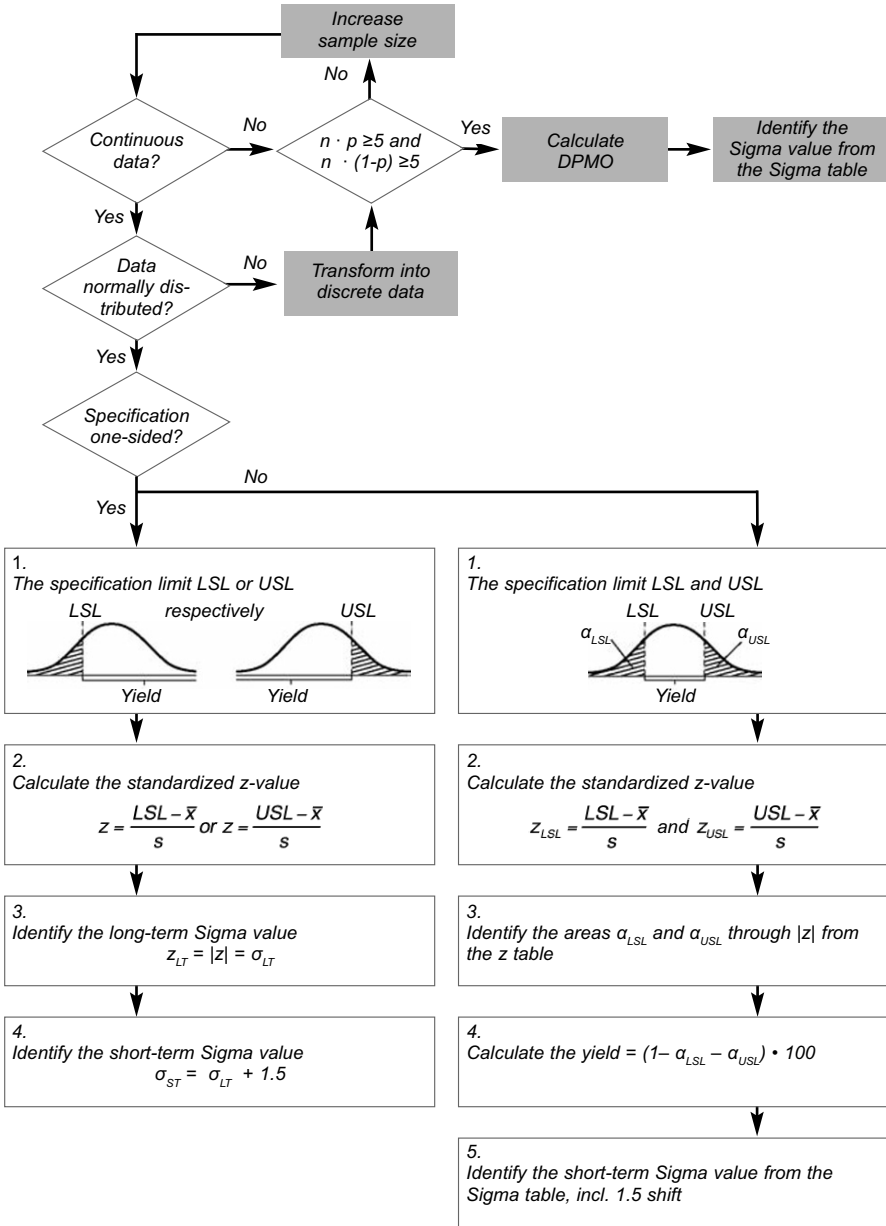 Increase
sample size
No
Continuous
data?
No
n · p ≥5 and
n · (1-p) ≥5
Yes
Calculate
DPMO
Identify the
Sigma value from
the Sigma table
Yes
Data
normally dis-
tributed?
No
Transform into
discrete data
Yes
Specification
one-sided?
No
Yes
1.
The specification limit LSL or USL
LSL respectively USL
Yield Yield
2.
Calculate the standardized z-value
z = (LSL – x̅)/s or z = (USL – x̅)/s
3.
Identify the long-term Sigma value
z_LT = |z| = σ_LT
4.
Identify the short-term Sigma value
σ_ST = σ_LT + 1.5
1.
The specification limit LSL and USL
LSL USL
α_LSL α_USL
Yield
2.
Calculate the standardized z-value
z_LSL = (LSL – x̅)/s and z_USL = (USL – x̅)/s
3.
Identify the areas α_LSL and α_USL through |z| from
the z table
4.
Calculate the yield = (1– α_LSL – α_USL) • 100
5.
Identify the short-term Sigma value from the
Sigma table, incl. 1.5 shift